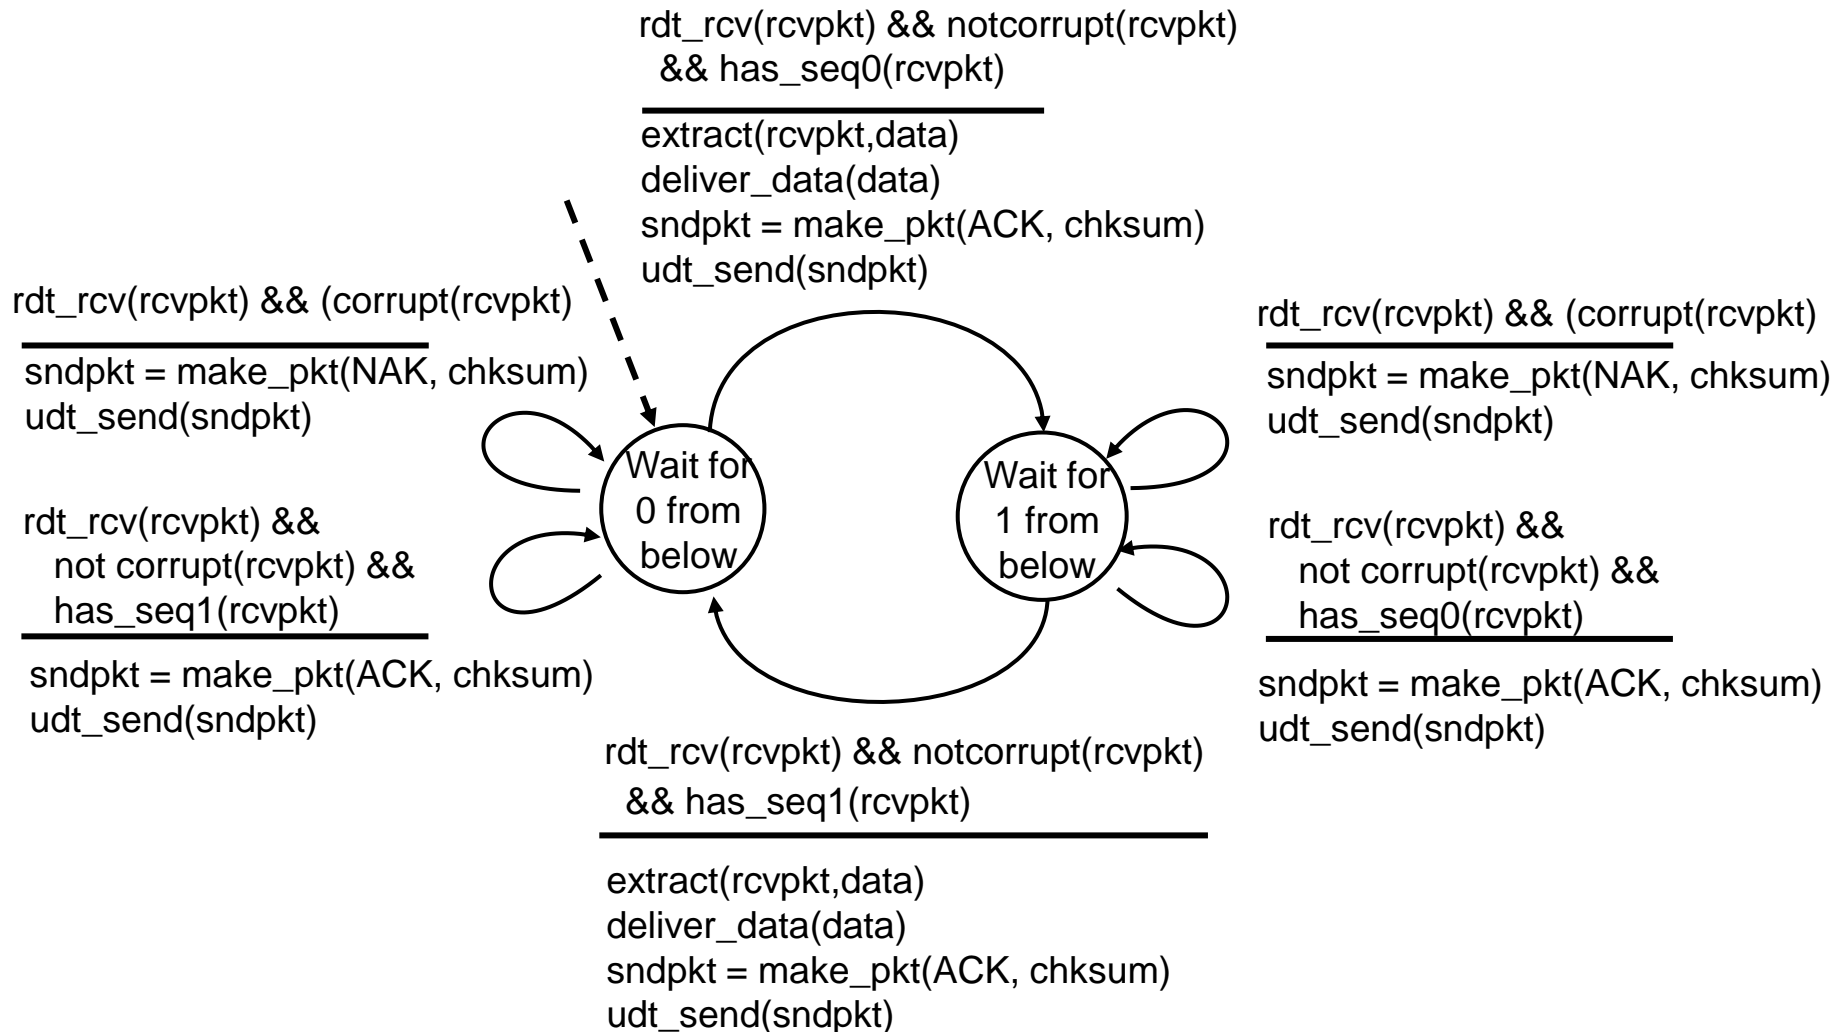 rdt_rcv(rcvpkt) && notcorrupt(rcvpkt)
&& has_seq0(rcvpkt)
extract(rcvpkt,data)
deliver_data(data)
sndpkt = make_pkt(ACK, chksum)
udt_send(sndpkt)
rdt_rcv(rcvpkt) && (corrupt(rcvpkt)
sndpkt = make_pkt(NAK, chksum)
udt_send(sndpkt)
rdt_rcv(rcvpkt) &&
not corrupt(rcvpkt) &&
has_seq1(rcvpkt)
sndpkt = make_pkt(ACK, chksum)
udt_send(sndpkt)
Wait for
0 from
below
Wait for
1 from
below
rdt_rcv(rcvpkt) && (corrupt(rcvpkt)
sndpkt = make_pkt(NAK, chksum)
udt_send(sndpkt)
rdt_rcv(rcvpkt) &&
not corrupt(rcvpkt) &&
has_seq0(rcvpkt)
sndpkt = make_pkt(ACK, chksum)
udt_send(sndpkt)
rdt_rcv(rcvpkt) && notcorrupt(rcvpkt)
&& has_seq1(rcvpkt)
extract(rcvpkt,data)
deliver_data(data)
sndpkt = make_pkt(ACK, chksum)
udt_send(sndpkt)